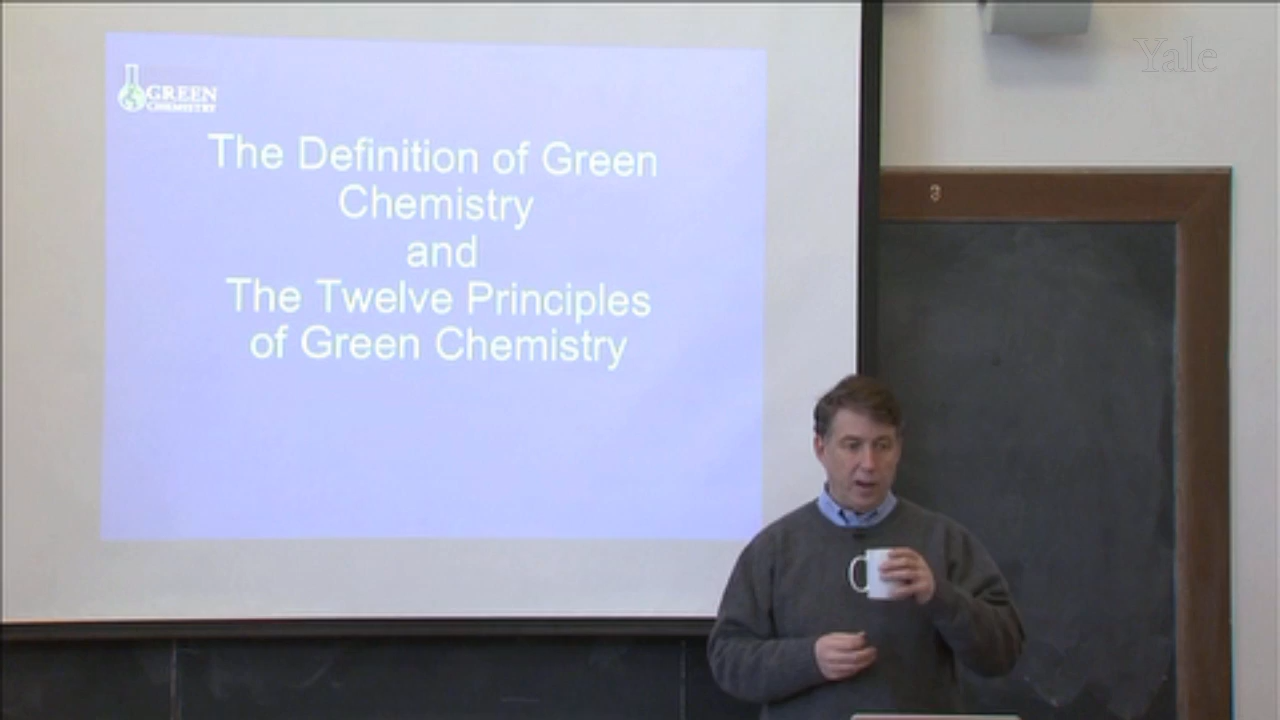 Yale
GREEN
CHEMISTRY
The Definition of Green
Chemistry
and
The Twelve Principles
of Green Chemistry
3